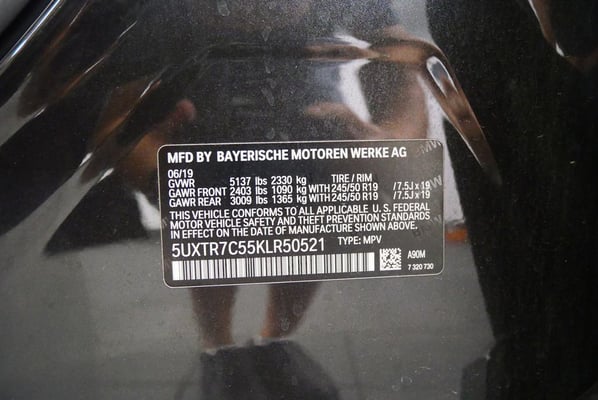 MFD BY BAYERISCHE MOTOREN WERKE AG
06/19
GVWR 5137 lbs 2330 kg TIRE / RIM
GAWR FRONT 2403 lbs 1090 kg WITH 245/50 R19 /7.5J x 19
GAWR REAR 3009 lbs 1365 kg WITH 245/50 R19 /7.5J x 19
THIS VEHICLE CONFORMS TO ALL APPLICABLE U. S. FEDERAL
MOTOR VEHICLE SAFETY AND THEFT PREVENTION STANDARDS
IN EFFECT ON THE DATE OF MANUFACTURE SHOWN ABOVE.
5UXTR7C55KLR50521 TYPE: MPV
A90M
7 320 730